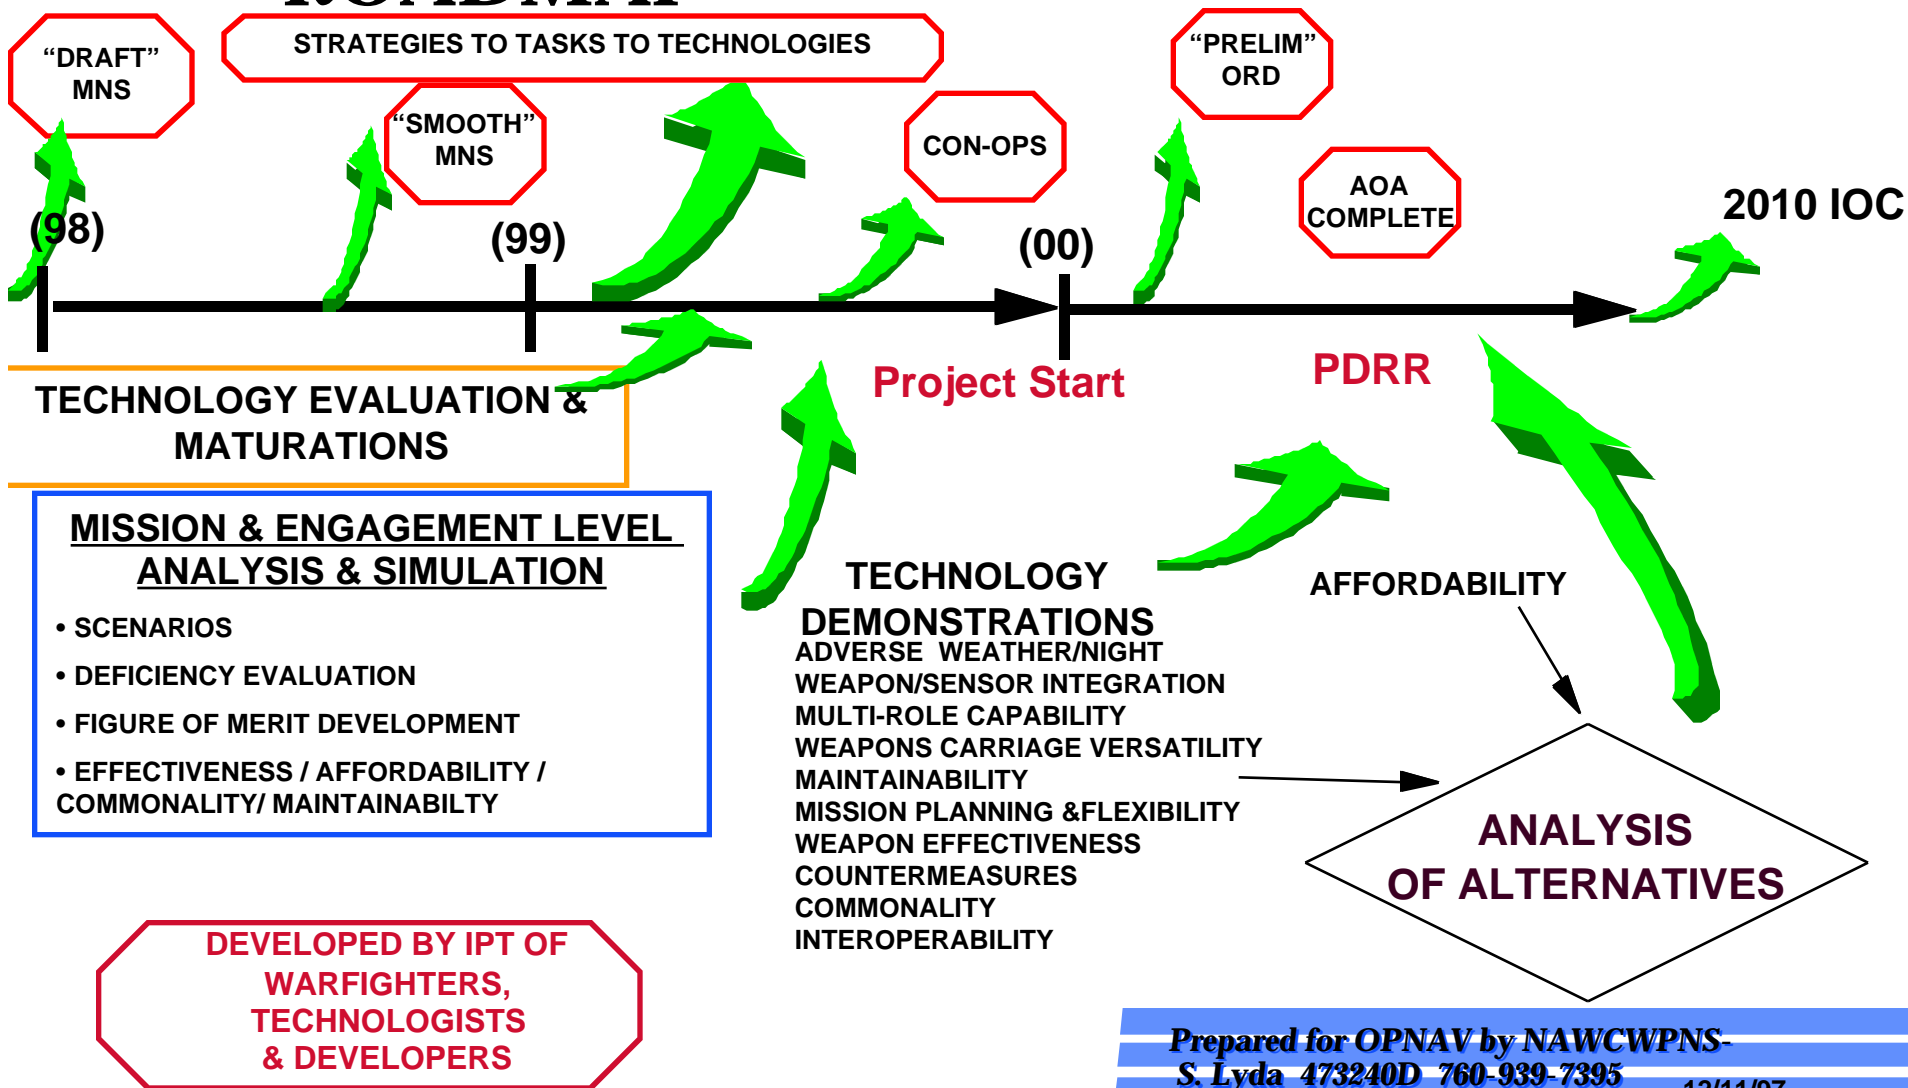 ROADMAP
STRATEGIES TO TASKS TO TECHNOLOGIES
“DRAFT”
MNS
“SMOOTH”
MNS
CON-OPS
“PRELIM”
ORD
AOA
COMPLETE
2010 IOC
(98)
(99)
(00)
Project Start
PDRR
TECHNOLOGY EVALUATION &
MATURATIONS
MISSION & ENGAGEMENT LEVEL
ANALYSIS & SIMULATION
• SCENARIOS
• DEFICIENCY EVALUATION
• FIGURE OF MERIT DEVELOPMENT
• EFFECTIVENESS / AFFORDABILITY /
COMMONALITY/ MAINTAINABILTY
TECHNOLOGY
DEMONSTRATIONS
ADVERSE WEATHER/NIGHT
WEAPON/SENSOR INTEGRATION
MULTI-ROLE CAPABILITY
WEAPONS CARRIAGE VERSATILITY
MAINTAINABILITY
MISSION PLANNING &FLEXIBILITY
WEAPON EFFECTIVENESS
COUNTERMEASURES
COMMONALITY
INTEROPERABILITY
AFFORDABILITY
ANALYSIS
OF ALTERNATIVES
DEVELOPED BY IPT OF
WARFIGHTERS,
TECHNOLOGISTS
& DEVELOPERS
Prepared for OPNAV by NAWCWPNS-
S. Lyda 473240D 760-939-7395
12/11/97